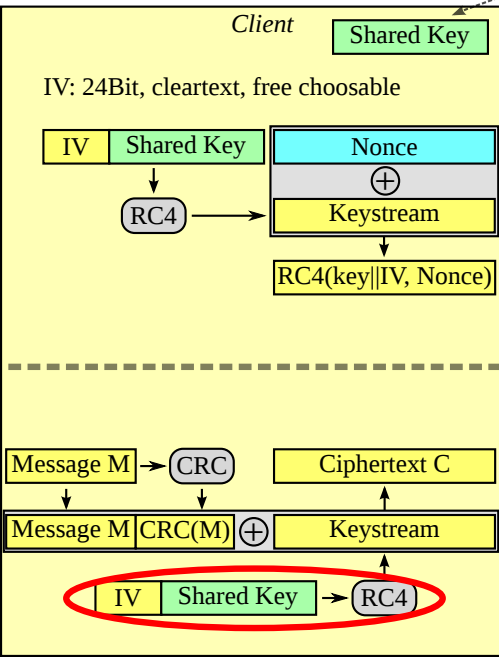 Client
Shared Key
IV: 24Bit, cleartext, free choosable
IV Shared Key
Nonce
RC4
Keystream
RC4(key||IV, Nonce)
Message M CRC
Ciphertext C
Message M CRC(M)
Keystream
IV Shared Key RC4